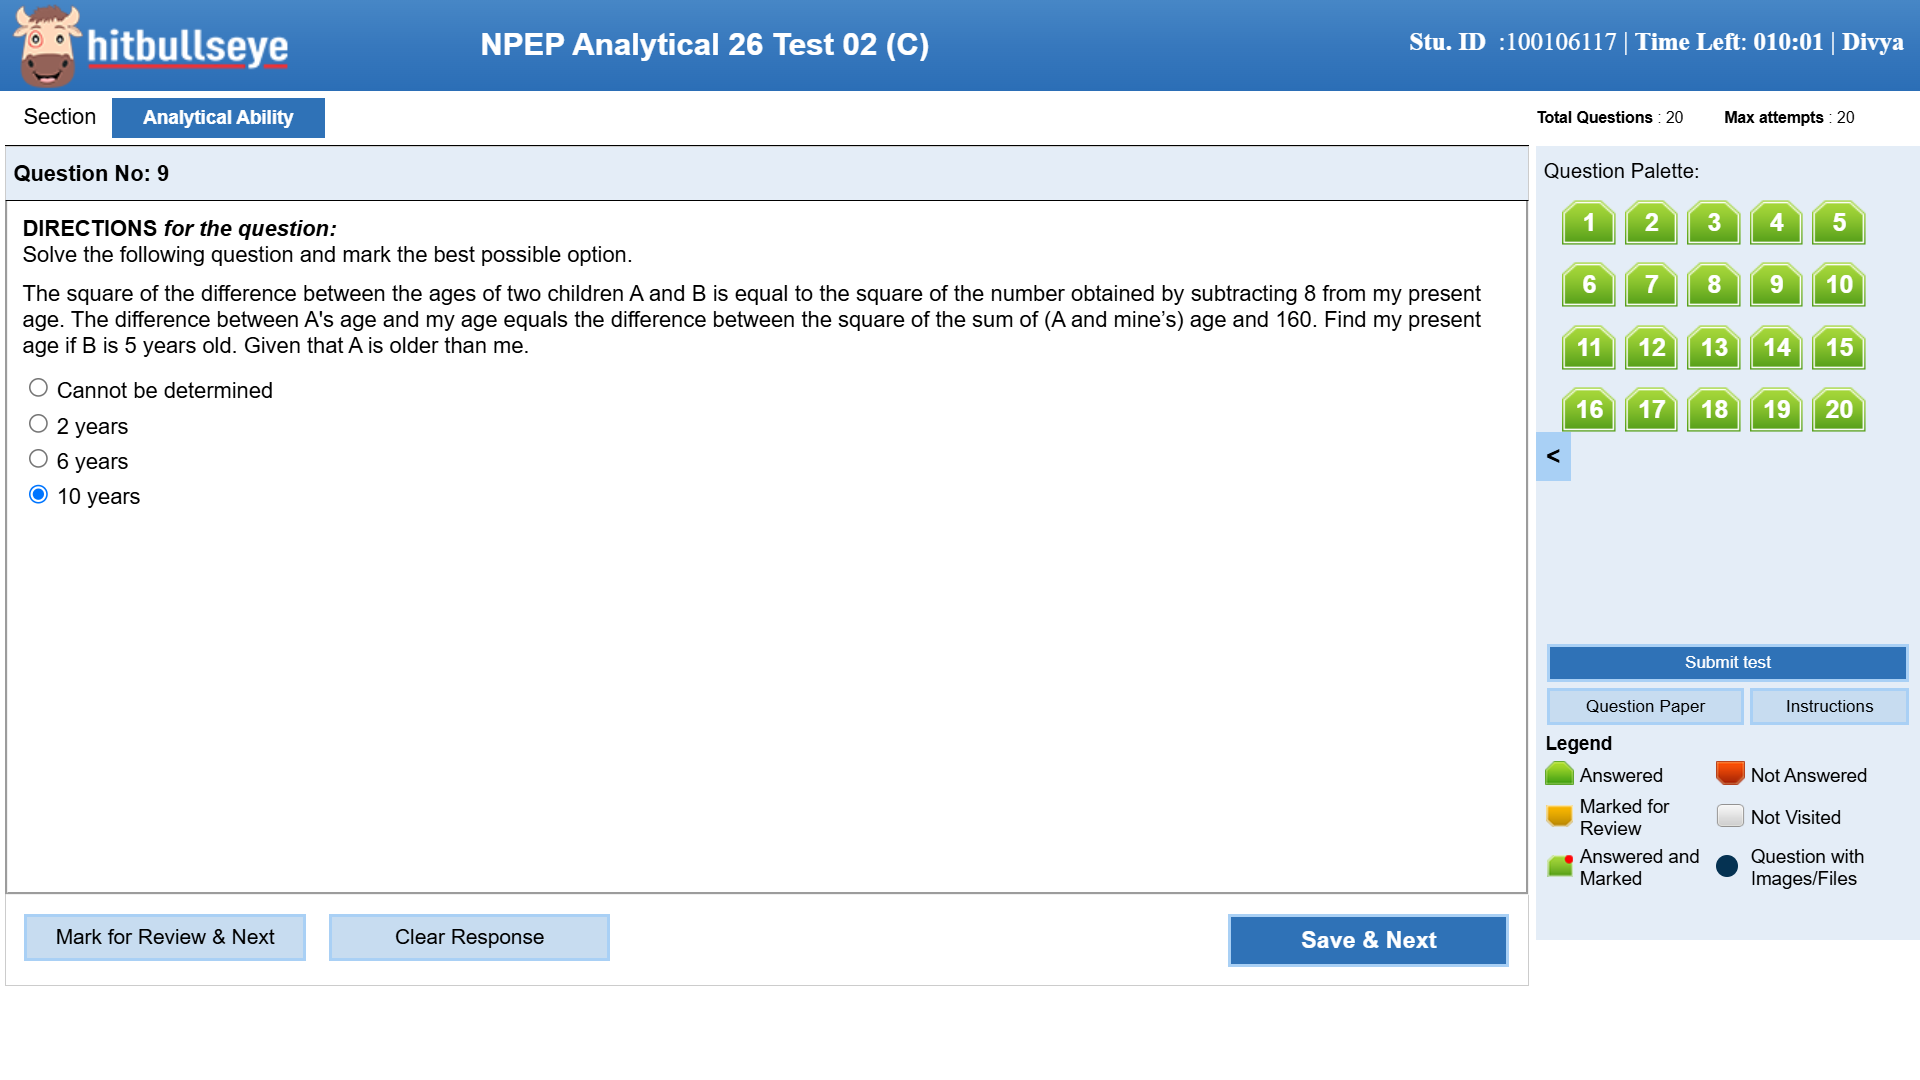 hitbullseye
NPEP Analytical 26 Test 02 (C)
Stu. ID :100106117 | Time Left: 010:01 | Divya
Section
Analytical Ability
Total Questions : 20
Max attempts : 20
Question No: 9
DIRECTIONS for the question:
Solve the following question and mark the best possible option.
The square of the difference between the ages of two children A and B is equal to the square of the number obtained by subtracting 8 from my present
age. The difference between A's age and my age equals the difference between the square of the sum of (A and mine’s) age and 160. Find my present
age if B is 5 years old. Given that A is older than me.
Cannot be determined
2 years
6 years
10 years
Mark for Review & Next
Clear Response
Save & Next
Question Palette:
1 2 3 4 5
6 7 8 9 10
11 12 13 14 15
16 17 18 19 20
<
Submit test
Question Paper
Instructions
Legend
Answered
Not Answered
Marked for
Review
Not Visited
Answered and
Marked
Question with
Images/Files